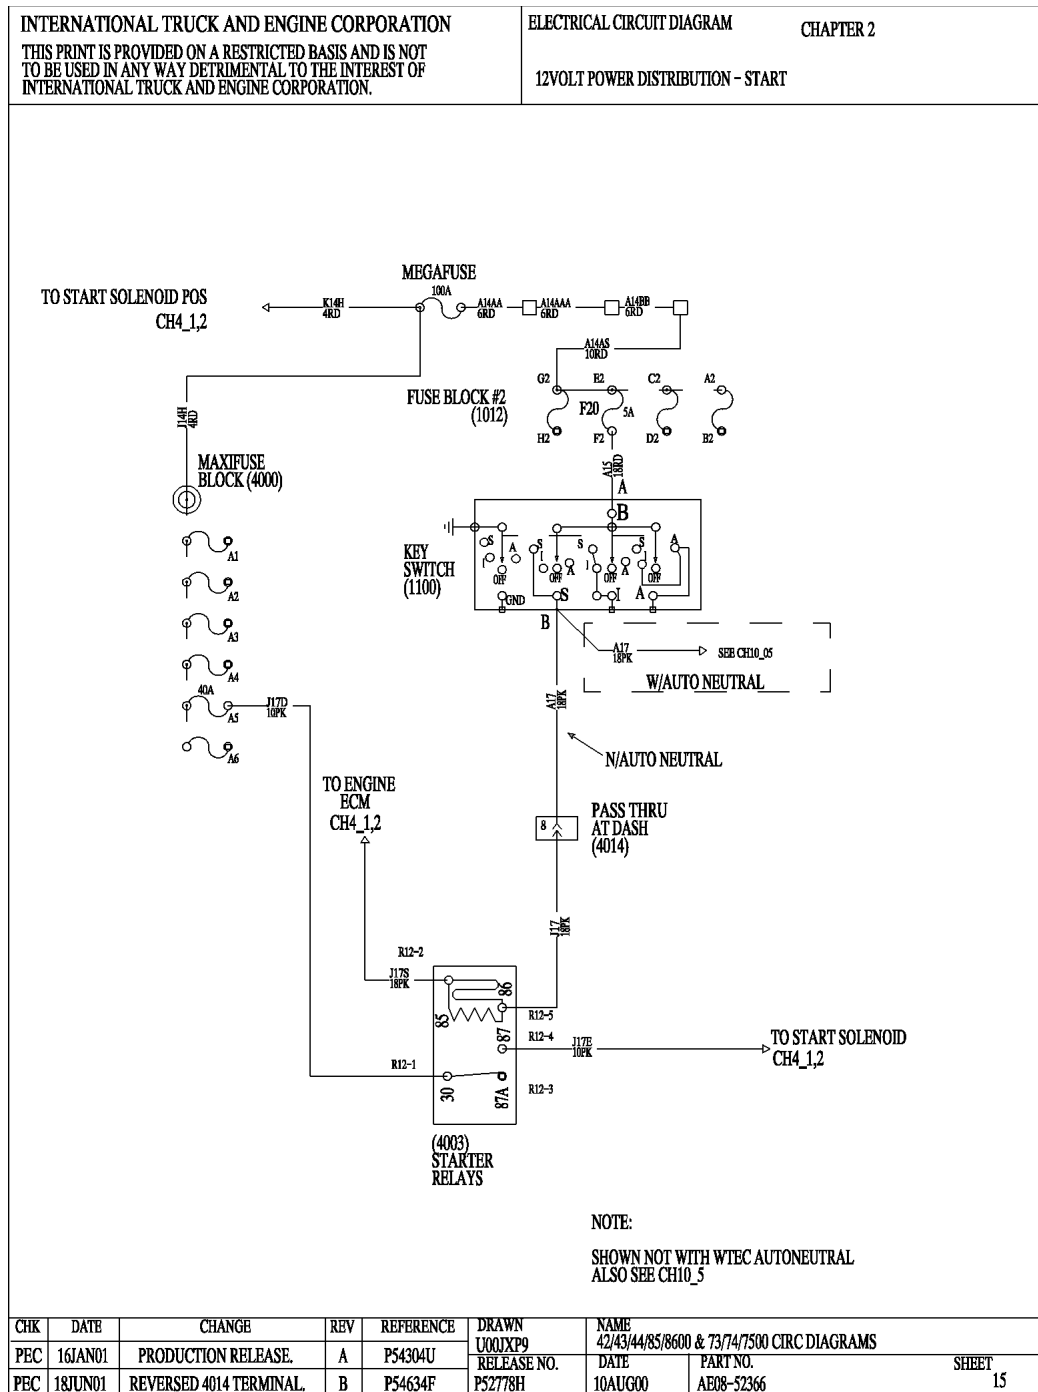 INTERNATIONAL TRUCK AND ENGINE CORPORATION
THIS PRINT IS PROVIDED ON A RESTRICTED BASIS AND IS NOT
TO BE USED IN ANY WAY DETRIMENTAL TO THE INTEREST OF
INTERNATIONAL TRUCK AND ENGINE CORPORATION.
ELECTRICAL CIRCUIT DIAGRAM
CHAPTER 2
12VOLT POWER DISTRIBUTION - START
MEGAFUSE
100A
TO START SOLENOID POS
CH4_1,2
K14H
4RD
A14AA
6RD
A14AAA
6RD
A14BB
6RD
A14AS
10RD
J14H
4RD
FUSE BLOCK #2
(1012)
G2
E2
C2
A2
F20
5A
H2
F2
D2
B2
A15
18RD
A
MAXIFUSE
BLOCK (4000)
A1
A2
A3
A4
40A
A5
A6
J17D
10PK
KEY
SWITCH
(1100)
B
S
A
I
OFF
S
I
A
OFF
S
I
A
OFF
S
I
A
OFF
GND
S
I
A
B
A17
18PK
SEE CH10_05
W/AUTO NEUTRAL
A17
18PK
N/AUTO NEUTRAL
TO ENGINE
ECM
CH4_1,2
8
PASS THRU
AT DASH
(4014)
J17
18PK
R12-2
J17S
18PK
86
85
R12-5
87
R12-4
J17E
10PK
TO START SOLENOID
CH4_1,2
R12-1
30
87A
R12-3
(4003)
STARTER
RELAYS
NOTE:
SHOWN NOT WITH WTEC AUTONEUTRAL
ALSO SEE CH10_5
CHK DATE CHANGE REV REFERENCE
PEC 16JAN01 PRODUCTION RELEASE. A P54304U
PEC 18JUN01 REVERSED 4014 TERMINAL. B P54634F
DRAWN
U00JXP9
RELEASE NO.
P52778H
NAME
42/43/44/85/8600 & 73/74/7500 CIRC DIAGRAMS
DATE
10AUG00
PART NO.
AE08-52366
SHEET
15